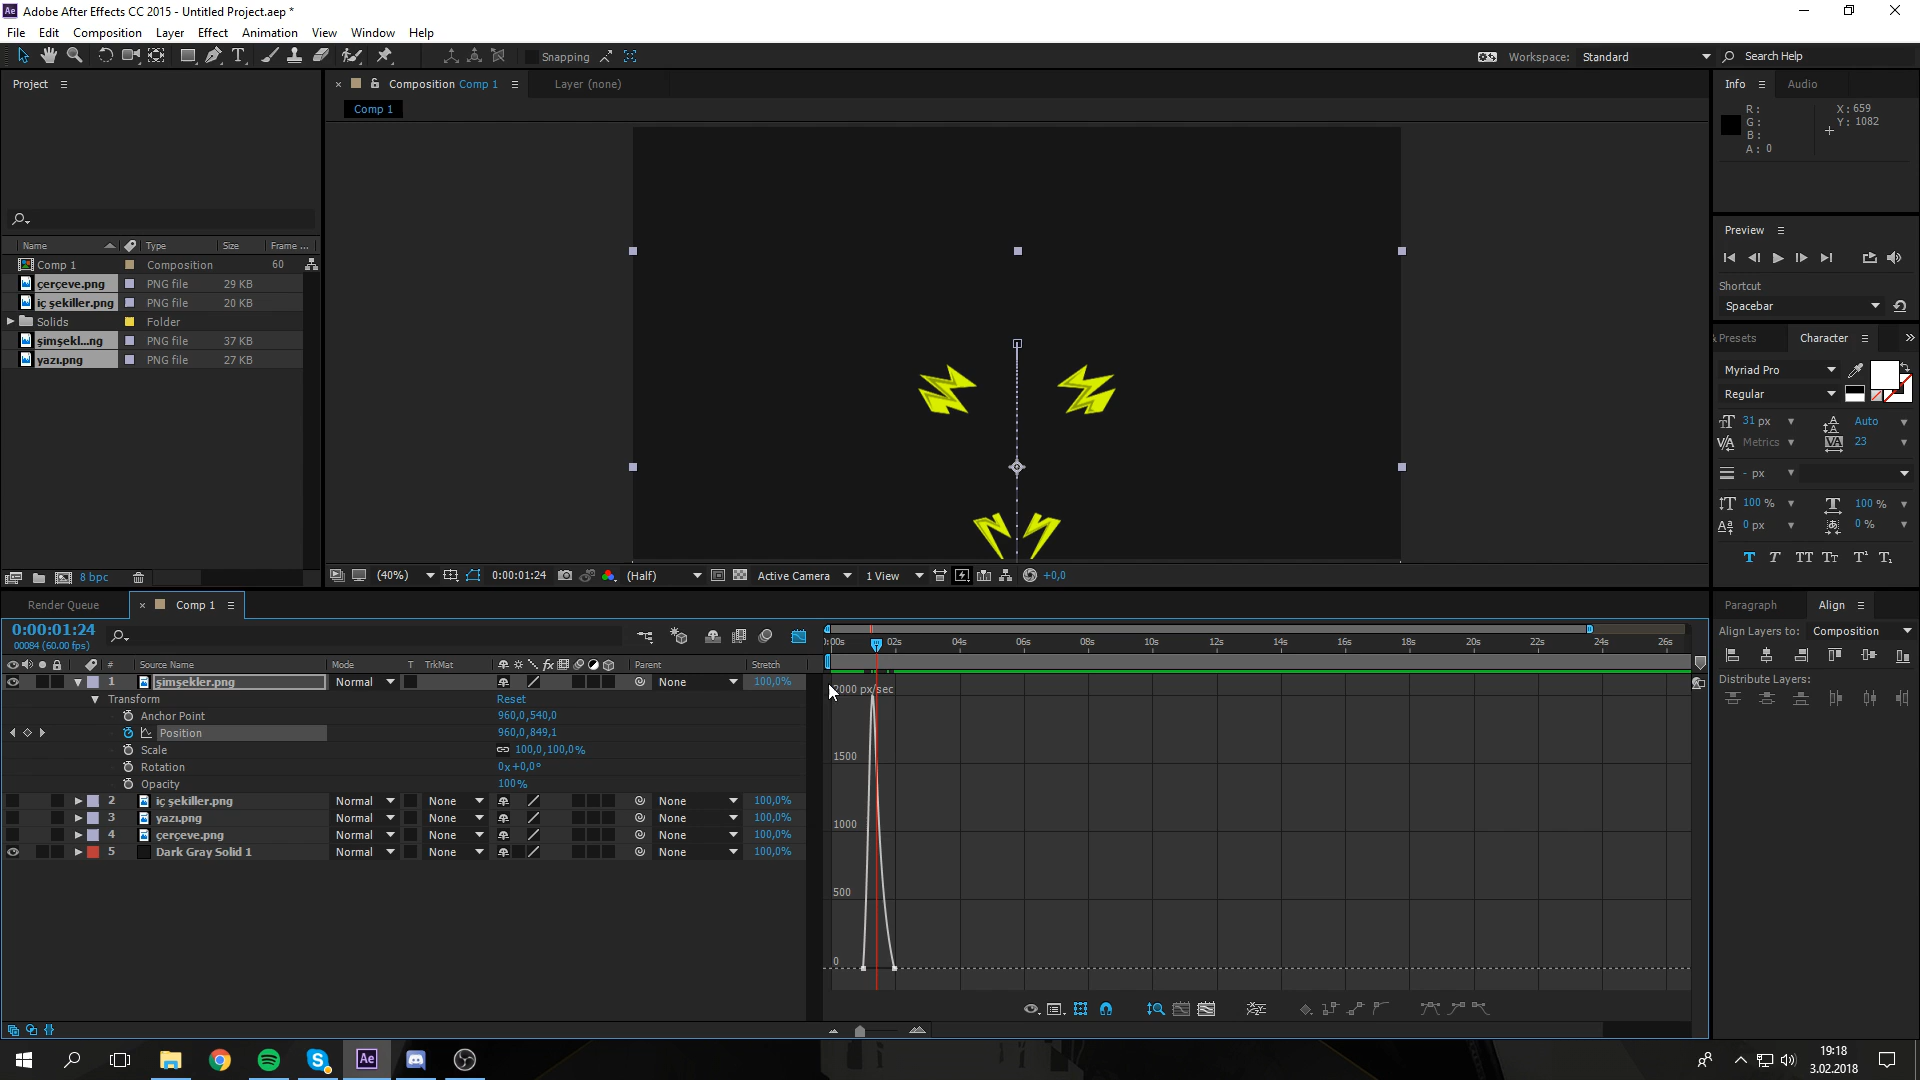 Adobe After Effects CC 2015 - Untitled Project.aep *
File Edit Composition Layer Effect Animation View Window Help
Snapping
Workspace: Standard
Search Help
Project
Composition Comp 1
Layer (none)
Comp 1
Name Type Size Frame ...
Comp 1 Composition 60
çerçeve.png PNG file 29 KB
iç şekiller.png PNG file 20 KB
Solids Folder
şimşekl...ng PNG file 37 KB
yazı.png PNG file 27 KB
8 bpc
(40%) 0:00:01:24 (Half) Active Camera 1 View +0,0
Info Audio
R: X: 659
G: Y: 1082
B:
A: 0
Preview
Shortcut
Spacebar
Presets Character
Myriad Pro
Regular
31 px Auto
Metrics 23
- px
100 % 100 %
0 px 0 %
Paragraph Align
Align Layers to: Composition
Distribute Layers:
Render Queue Comp 1
0:00:01:24
00084 (60.00 fps)
# Source Name Mode T TrkMat Parent Stretch
1 şimşekler.png Normal None 100,0%
Transform Reset
Anchor Point 960,0,540,0
Position 960,0,849,1
Scale 100,0,100,0%
Rotation 0x+0,0°
Opacity 100%
2 iç şekiller.png Normal None None 100,0%
3 yazı.png Normal None None 100,0%
4 çerçeve.png Normal None None 100,0%
5 Dark Gray Solid 1 Normal None None 100,0%
):00s 02s 04s 06s 08s 10s 12s 14s 16s 18s 20s 22s 24s 26s
2000 px/sec
1500
1000
500
0
19:18
3.02.2018